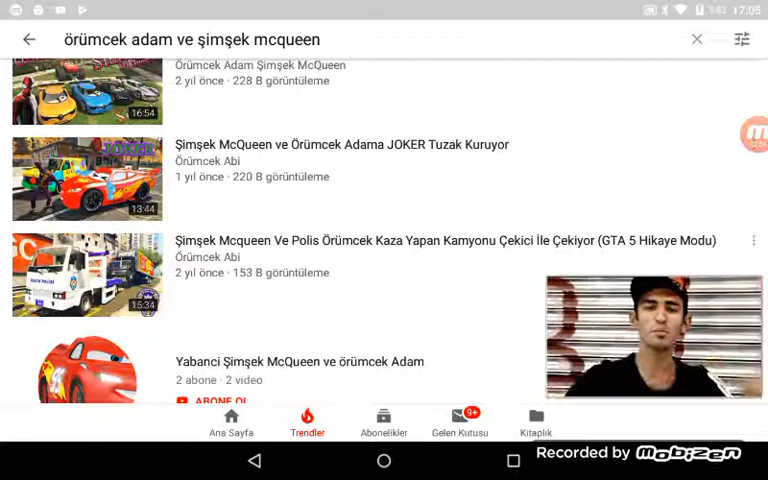 17.05
örümcek adam ve şimşek mcqueen
Örümcek Adam Şimşek McQueen
2 yıl önce · 228 B görüntüleme
16:54
Şimşek McQueen ve Örümcek Adama JOKER Tuzak Kuruyor
Örümcek Abi
1 yıl önce · 220 B görüntüleme
JOKER
13:44
Şimşek Mcqueen Ve Polis Örümcek Kaza Yapan Kamyonu Çekici İle Çekiyor (GTA 5 Hikaye Modu)
Örümcek Abi
2 yıl önce · 153 B görüntüleme
15:34
Yabanci Şimşek McQueen ve örümcek Adam
2 abone · 2 video
ABONE OL
9+
Ana Sayfa
Trendler
Abonelikler
Gelen Kutusu
Kitaplık
Recorded by Mobizen